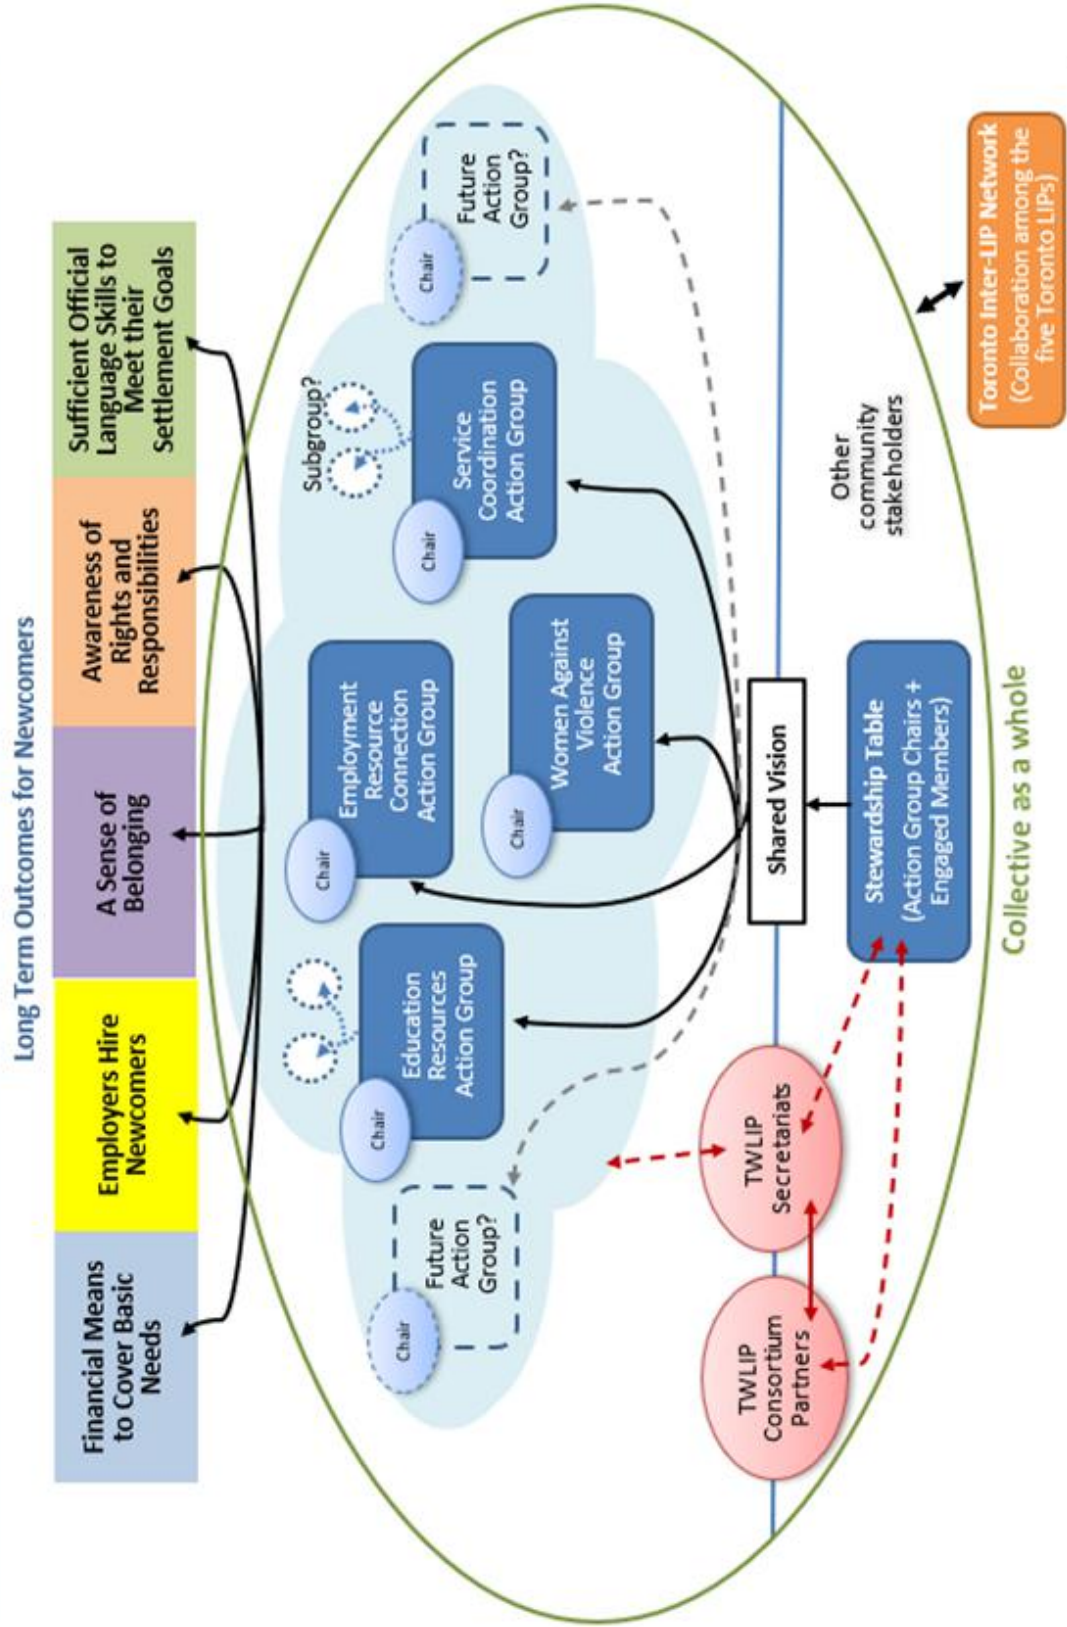 Long Term Outcomes for Newcomers
Financial Means
to Cover Basic
Needs
Employers Hire
Newcomers
A Sense of
Belonging
Awareness of
Rights and
Responsibilities
Sufficient Official
Language Skills to
Meet their
Settlement Goals
Chair
Future
Action
Group?
Chair
Education
Resources
Action Group
Chair
Employment
Resource
Connection
Action Group
Chair
Women Against
Violence
Action Group
Subgroup?
Chair
Service
Coordination
Action Group
Chair
Future
Action
Group?
TWLIP
Consortium
Partners
TWLIP
Secretariats
Shared Vision
Stewardship Table
(Action Group Chairs +
Engaged Members)
Other
community
stakeholders
Collective as a whole
Toronto Inter-LIP Network
(Collaboration among the
five Toronto LIPs)